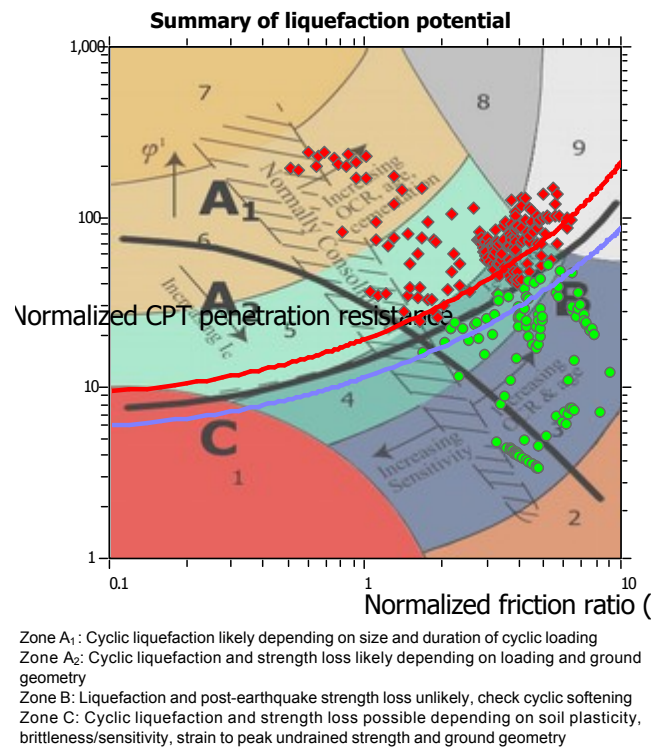 Summary of liquefaction potential
1,000
7
8
9
φ'
Increasing
OCR, age,
cementation
A₁
Normally Consoli
100
6
A₂
Increasing Ic
Normalized CPT penetration resistance
5
B
10
4
Increasing
OCR & age
C
3
Increasing
Sensitivity
1
2
1
0.1
1
10
Normalized friction ratio (
Zone A₁: Cyclic liquefaction likely depending on size and duration of cyclic loading
Zone A₂: Cyclic liquefaction and strength loss likely depending on loading and ground
geometry
Zone B: Liquefaction and post-earthquake strength loss unlikely, check cyclic softening
Zone C: Cyclic liquefaction and strength loss possible depending on soil plasticity,
brittleness/sensitivity, strain to peak undrained strength and ground geometry